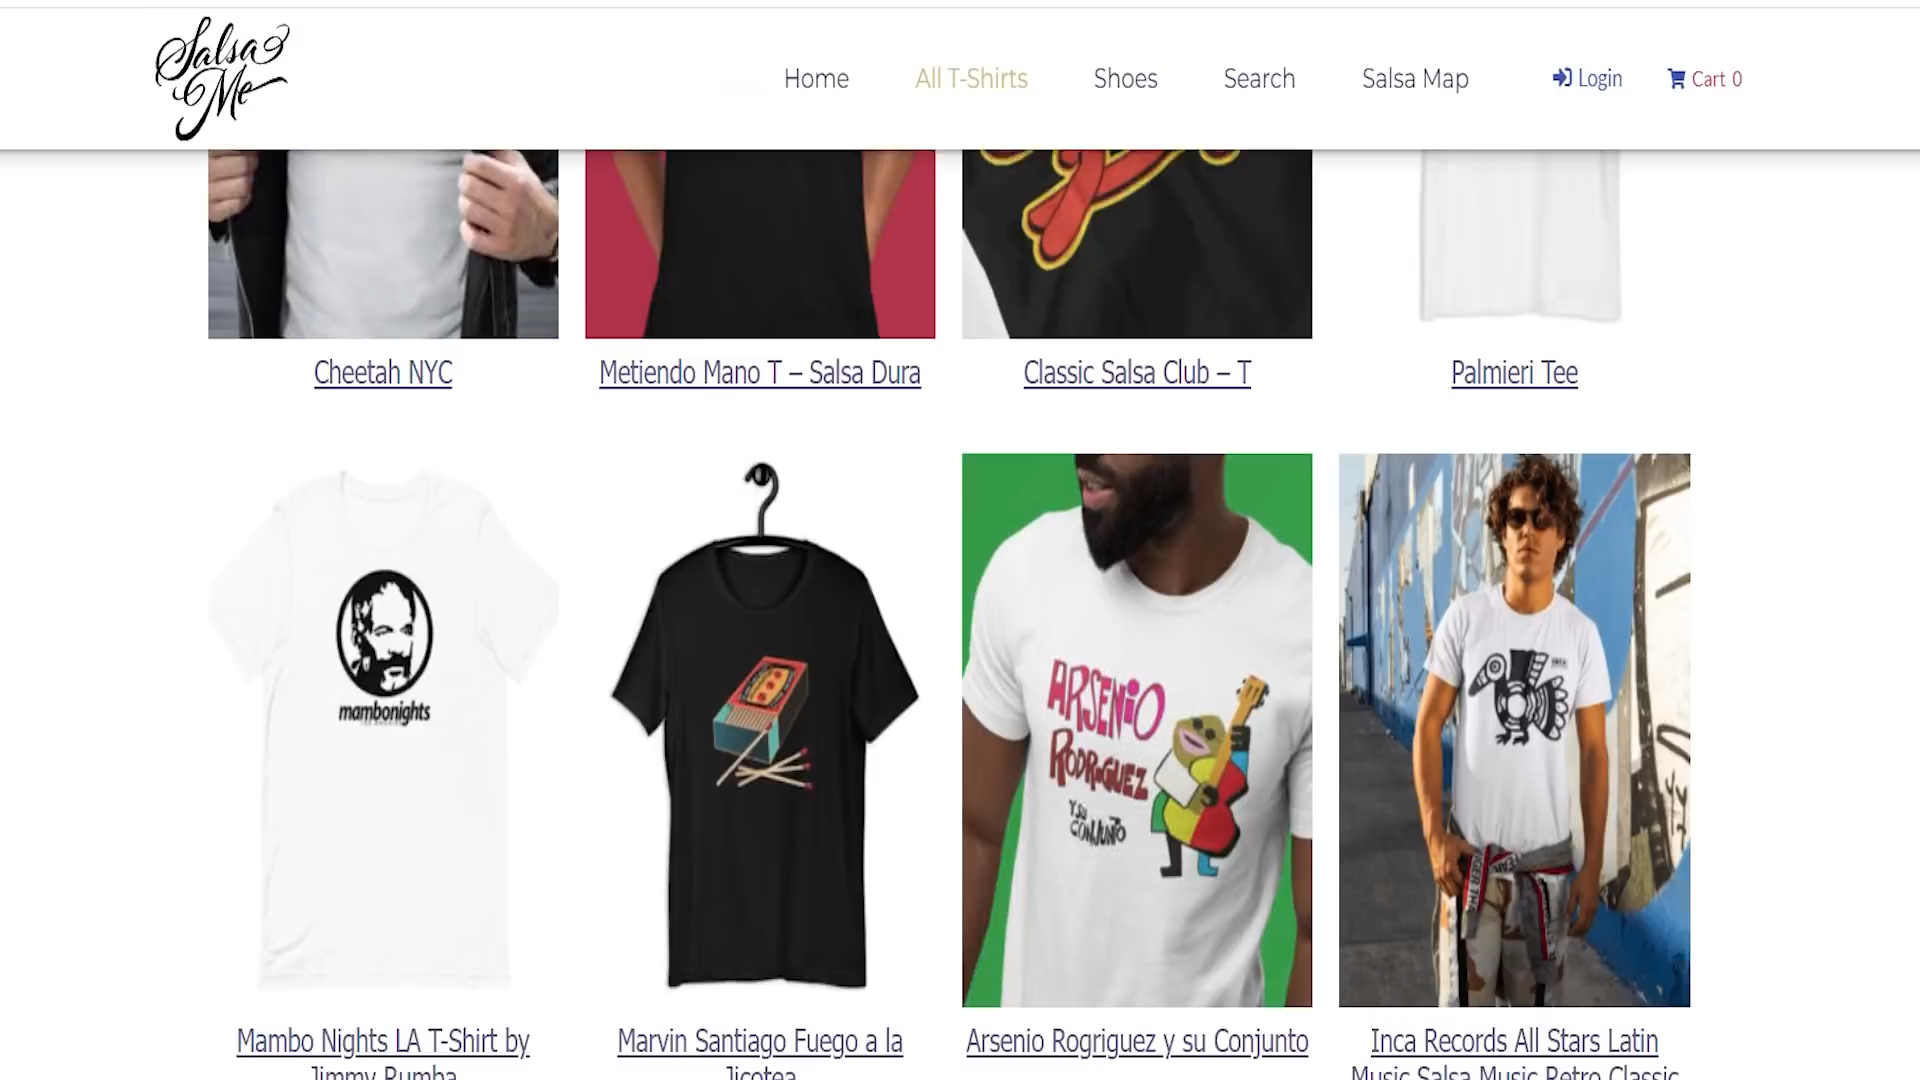 Salsa
Me
Home
All T-Shirts
Shoes
Search
Salsa Map
Login
Cart 0
Cheetah NYC
Metiendo Mano T – Salsa Dura
Classic Salsa Club – T
Palmieri Tee
mambonights
ARSENIO
RODRIGUEZ
Y SU
CONJUNTO
Mambo Nights LA T-Shirt by
Jimmy Rumba
Marvin Santiago Fuego a la
Jicotea
Arsenio Rogriguez y su Conjunto
Inca Records All Stars Latin
Music Salsa Music Retro Classic